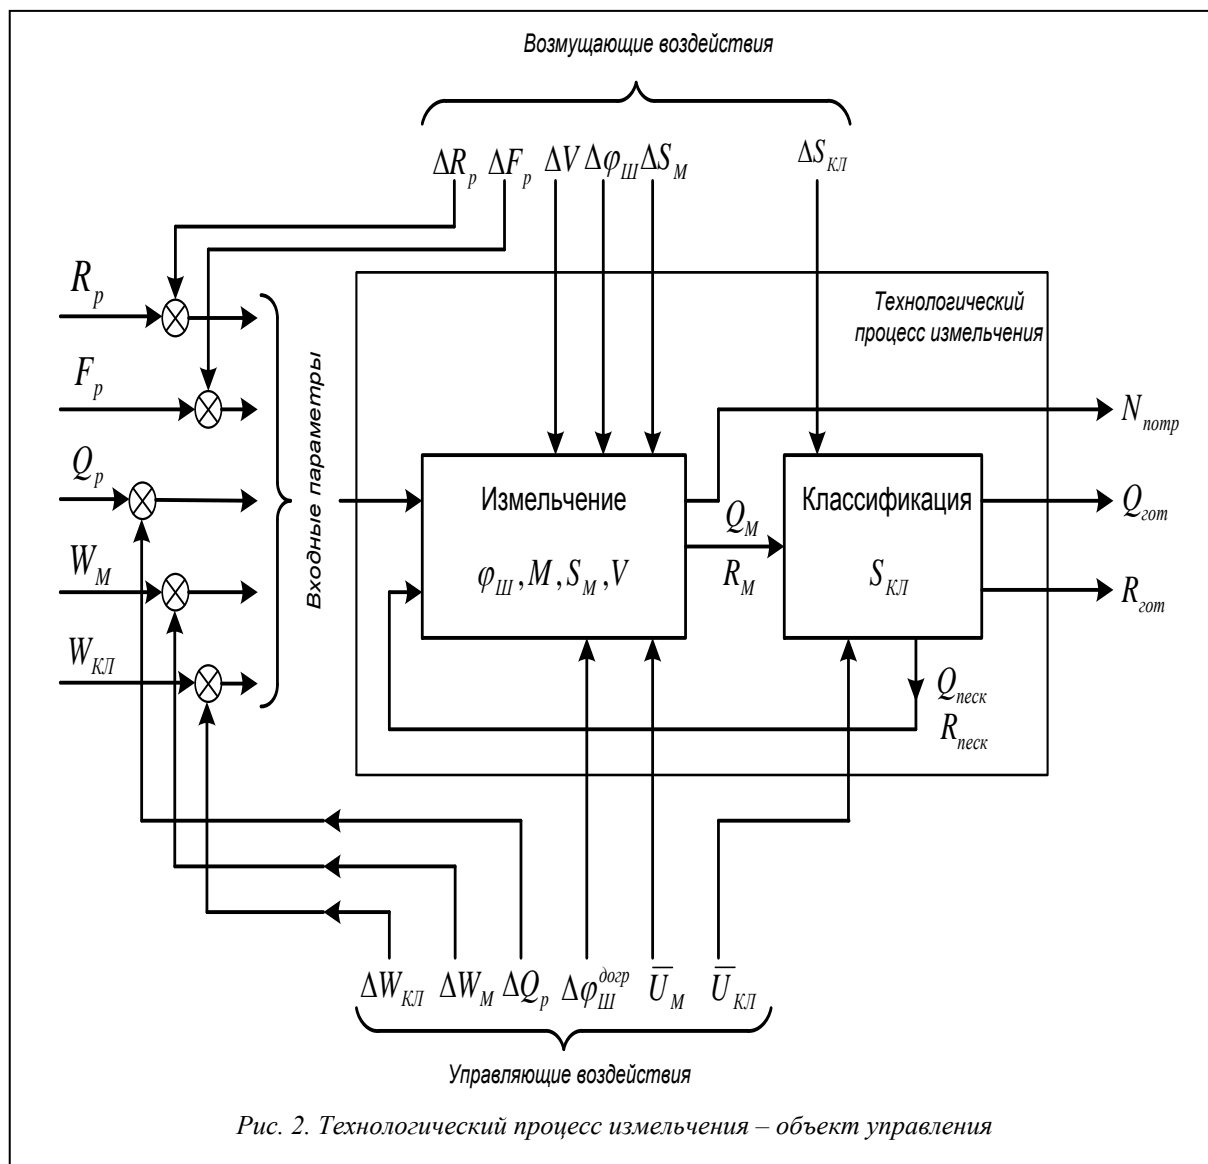 Возмущающие воздействия
ΔR_р ΔF_р ΔV Δφ_Ш ΔS_М ΔS_КЛ
R_р
Технологический
процесс измельчения
F_р
Входные параметры
N_потр
Q_р
Измельчение
Классификация
Q_М
Q_гот
W_М
φ_Ш, M, S_М, V
R_М
S_КЛ
R_гот
W_КЛ
Q_песк
R_песк
ΔW_КЛ ΔW_М ΔQ_р Δφ_Ш^догр U̅_М U̅_КЛ
Управляющие воздействия
Рис. 2. Технологический процесс измельчения – объект управления